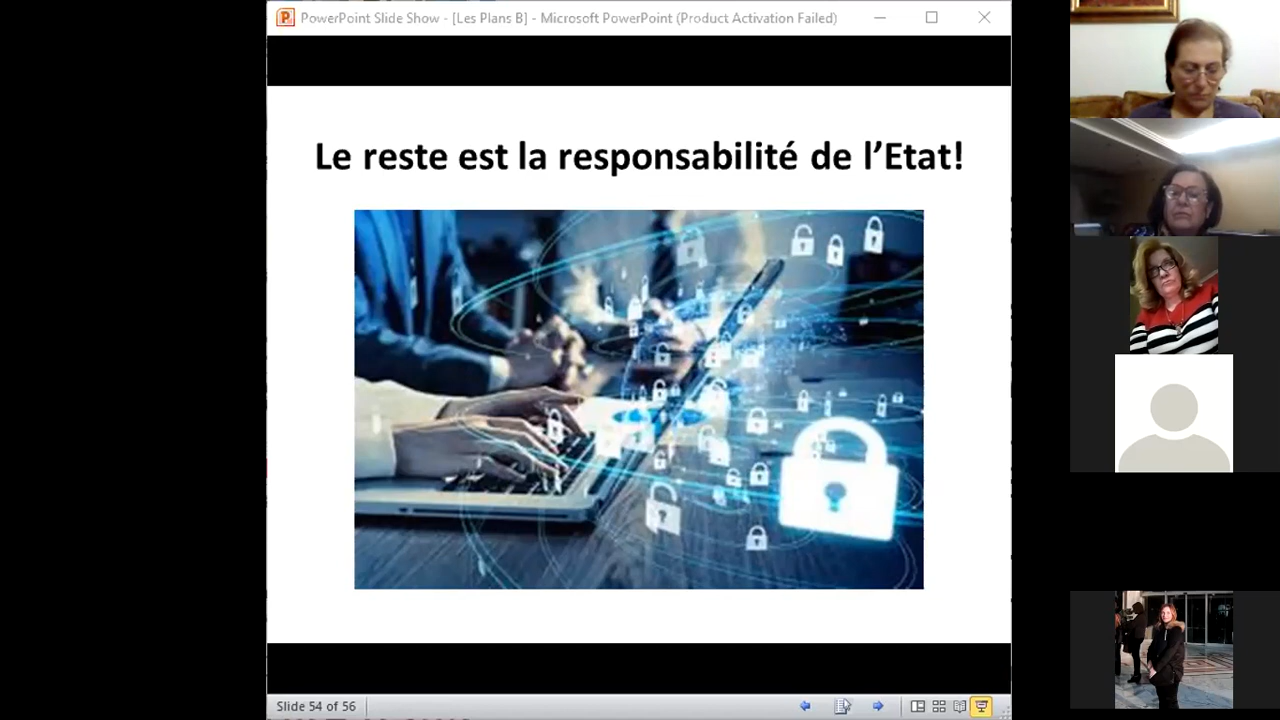 PowerPoint Slide Show - [Les Plans B] - Microsoft PowerPoint (Product Activation Failed)
Le reste est la responsabilité de l’Etat!
Slide 54 of 56